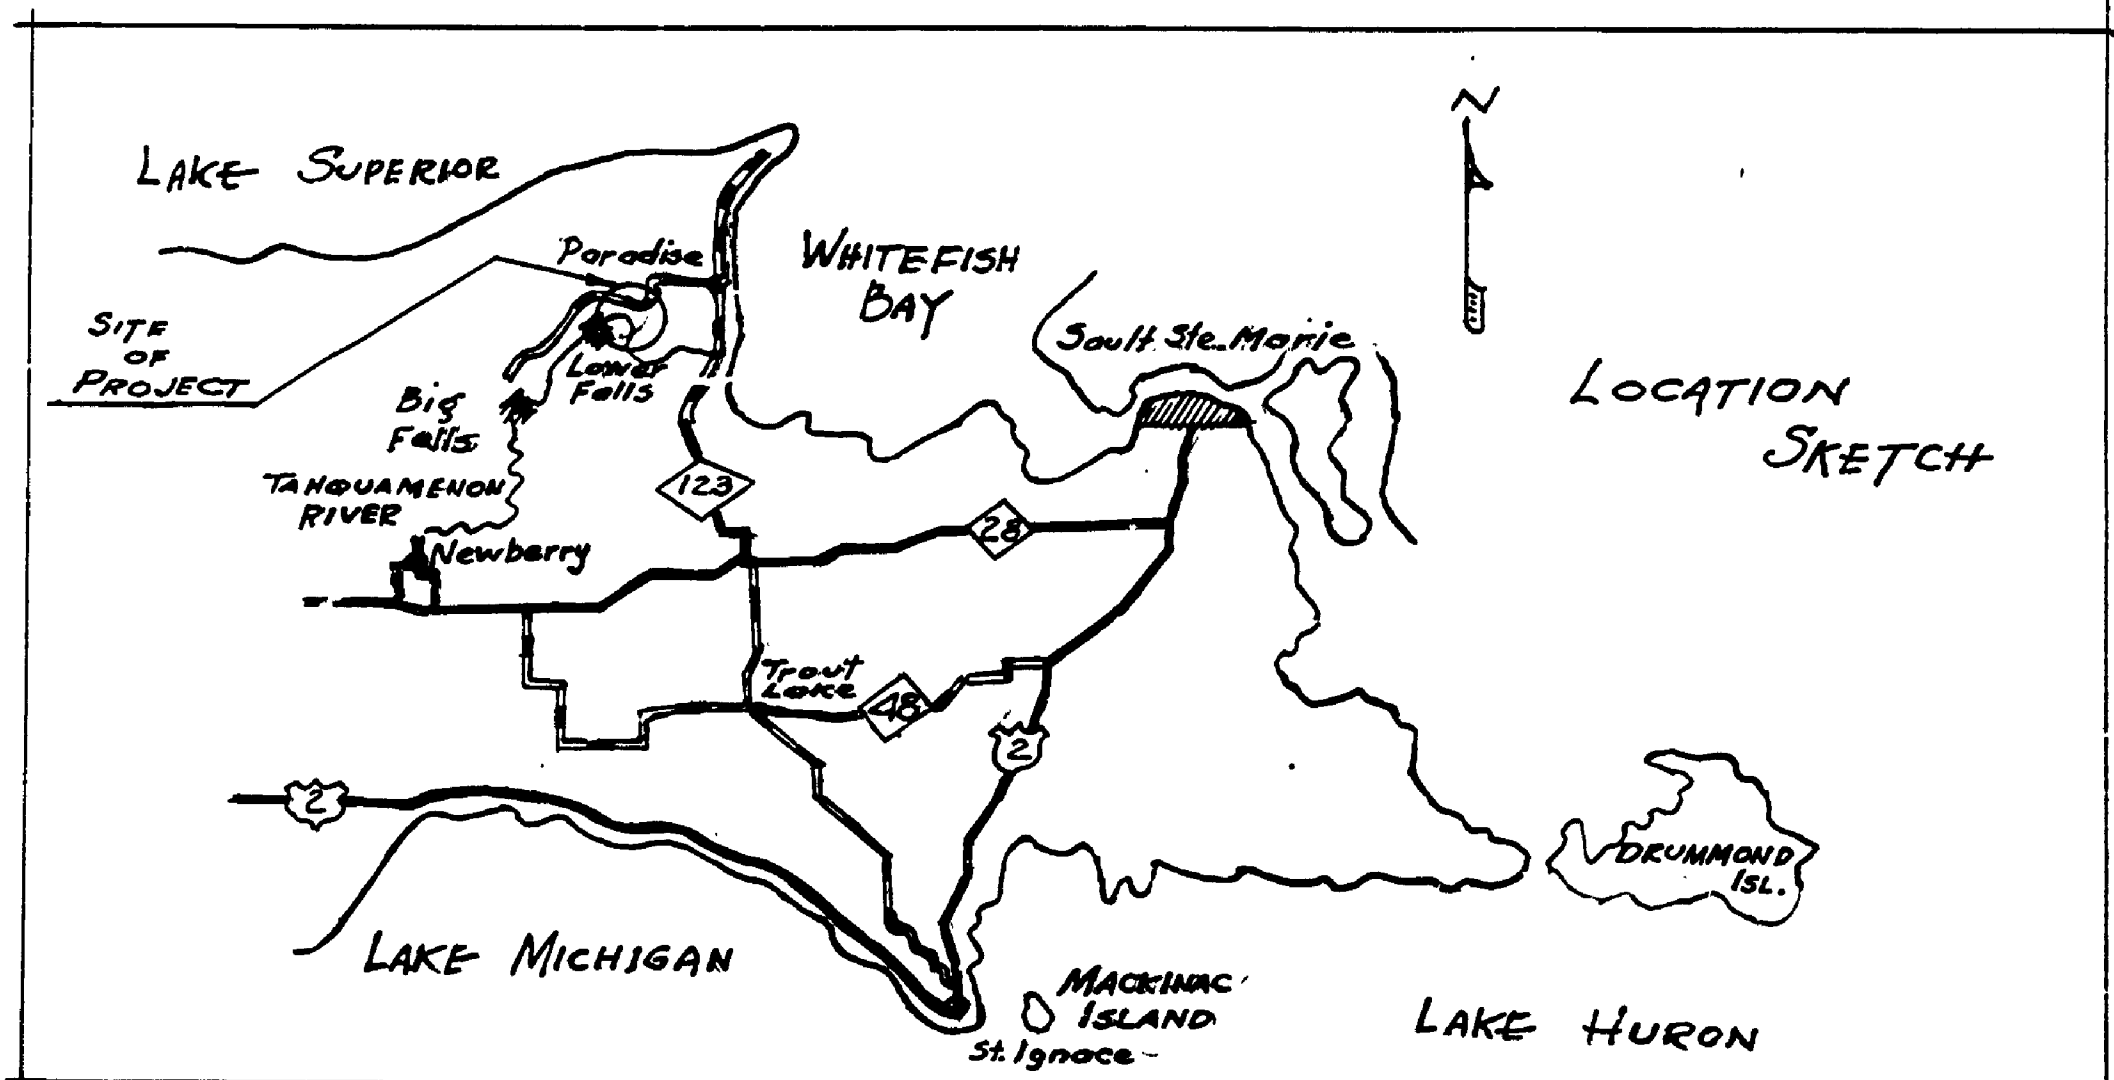 N
LAKE SUPERIOR
Paradise
WHITEFISH
BAY
SITE
OF
PROJECT
Sault Ste. Marie
Lower
Falls
Big
Falls
LOCATION
SKETCH
TAHQUAMENON
RIVER
123
28
Newberry
Trout
Lake
48
2
2
DRUMMOND
ISL.
LAKE MICHIGAN
MACKINAC
ISLAND
St. Ignace
LAKE HURON